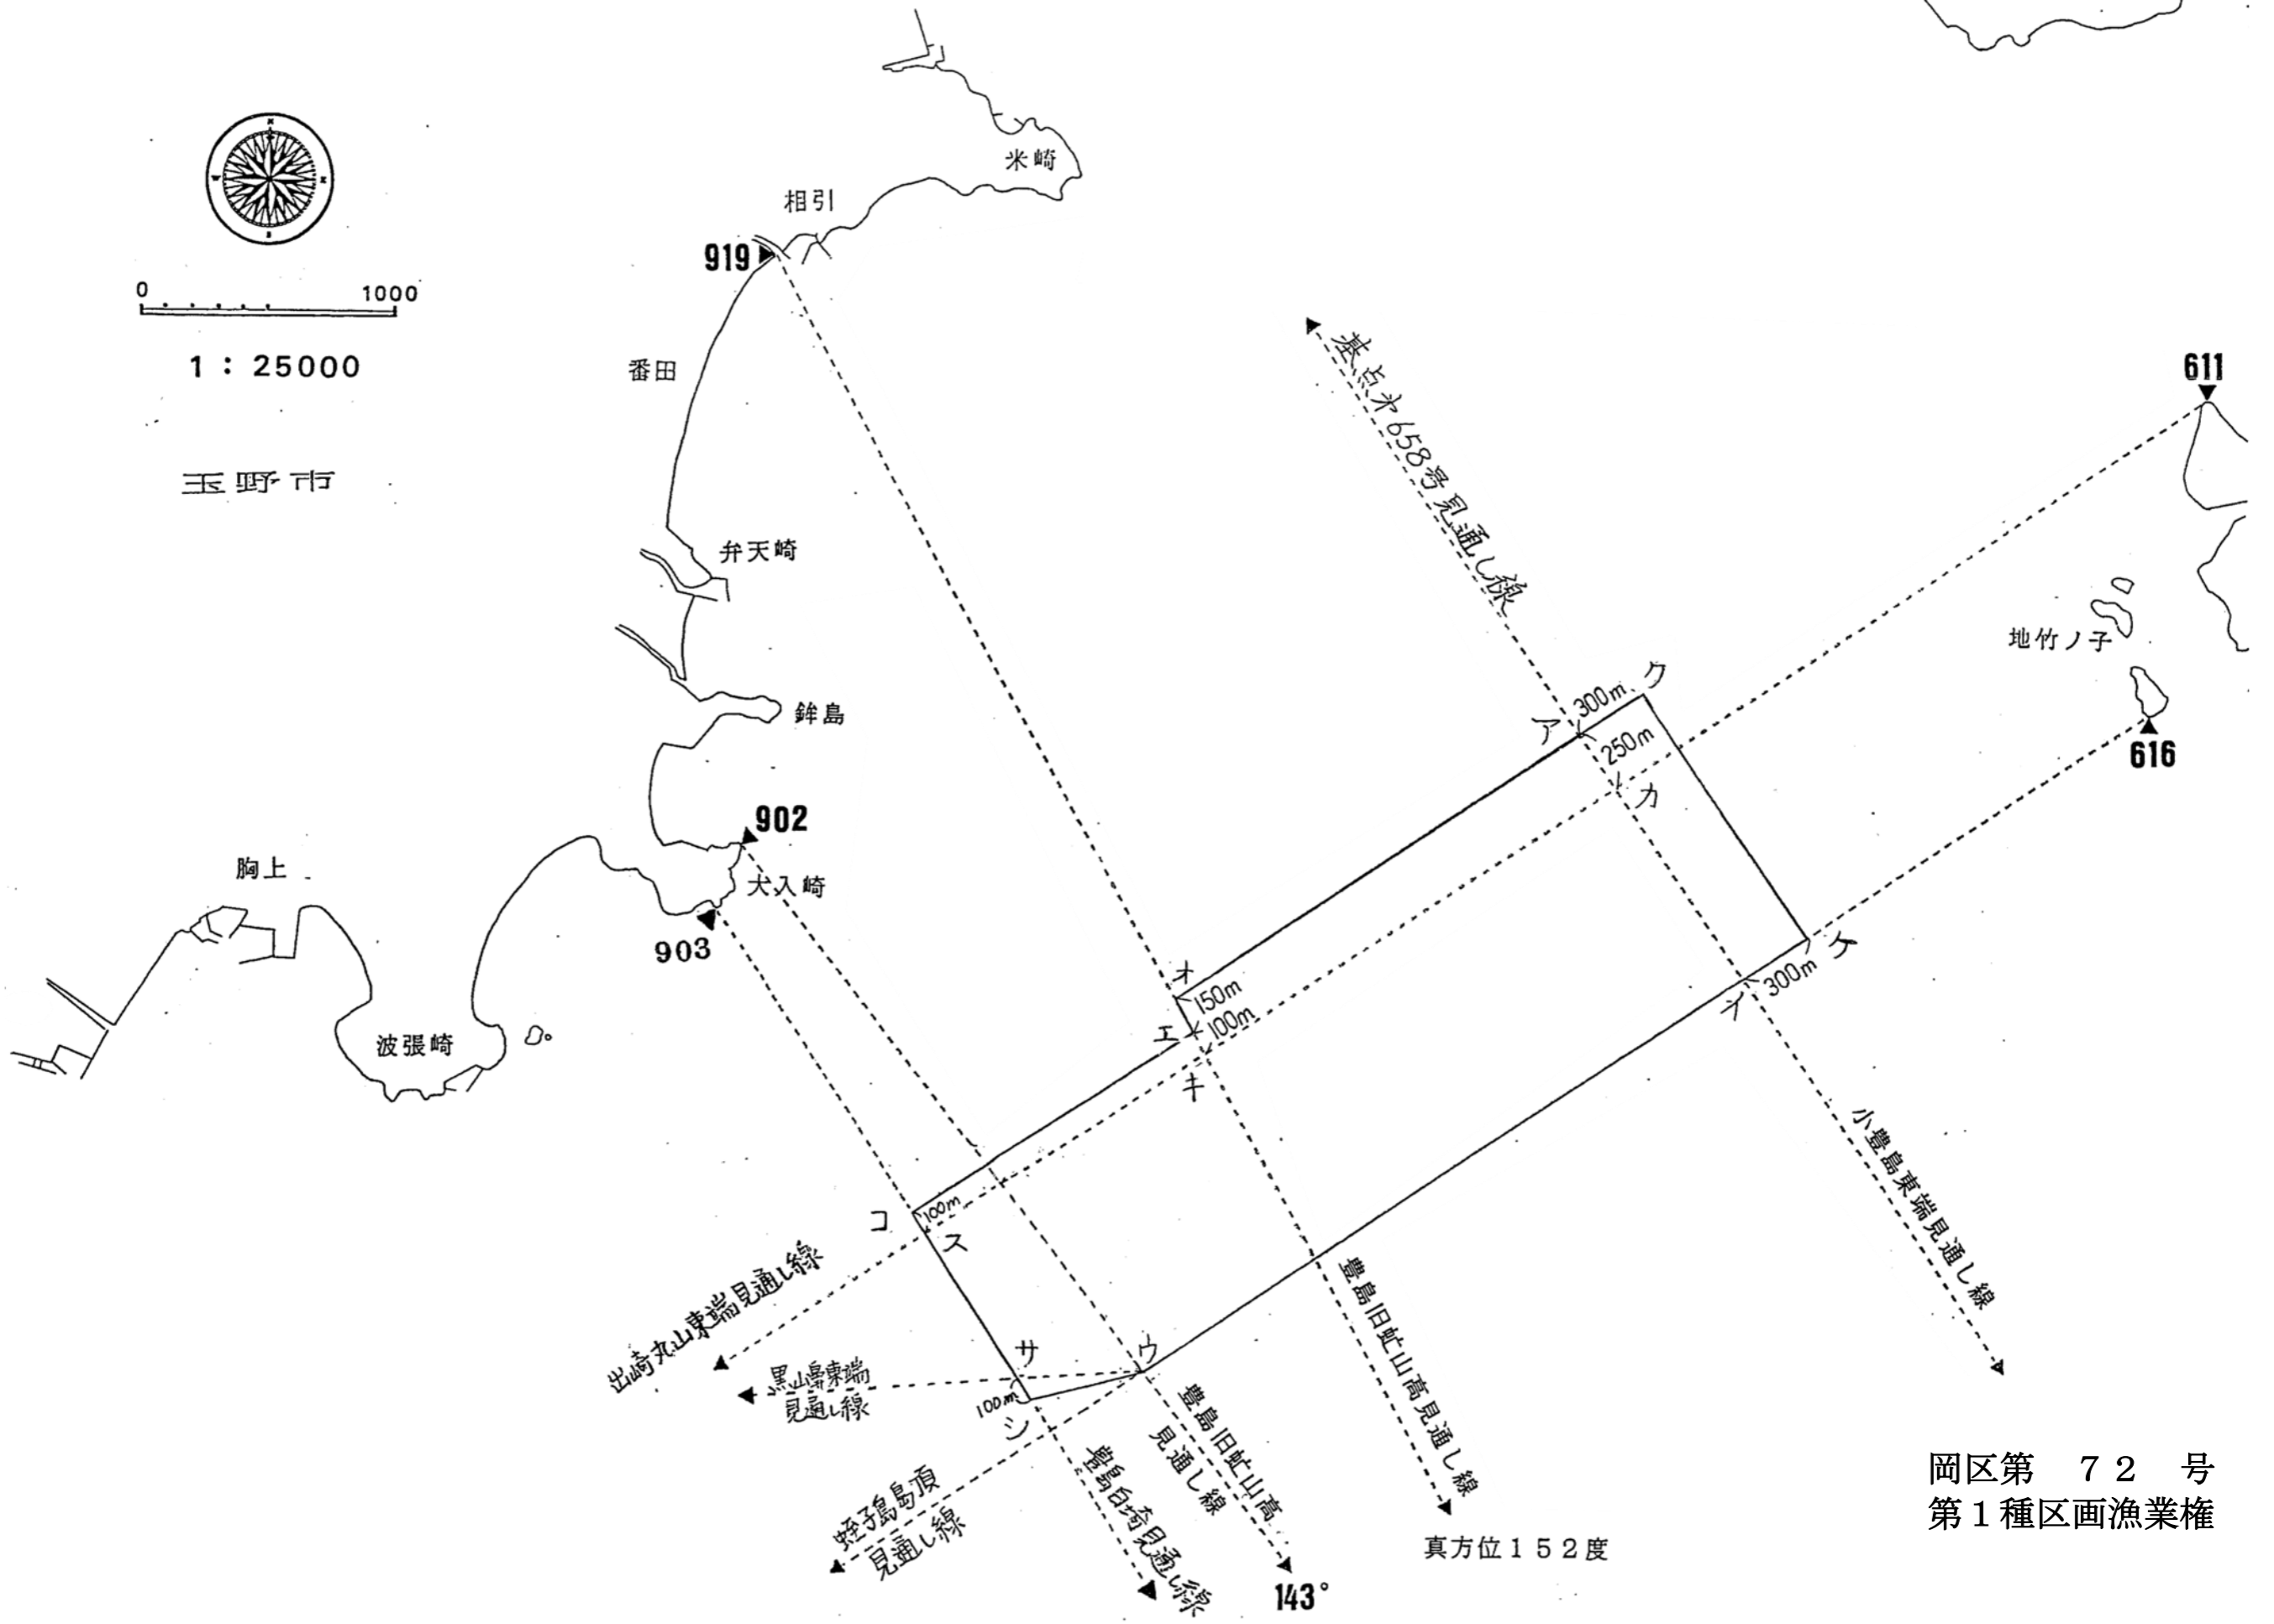 米崎
相引
919
0 1000
1 : 25000
番田
玉野市
基点㐧658号見通し線
611
弁天崎
地竹ノ子
鉾島
616
ク
300m
ア
250m
カ
902
胸上
大入崎
903
ケ
300m
イ
オ
150m
エ
100m
キ
波張崎
小豊島東端見通し線
コ
100m
ス
出崎丸山東端見通し線
サ
ウ
黒山島東端
見通し線
100m
シ
豊島旧虻山高見通し線
豊島旧虻山高
見通し線
豊島白埼見通し線
蛭子島島頂
見通し線
143°
真方位152度
岡区第 72 号
第1種区画漁業権